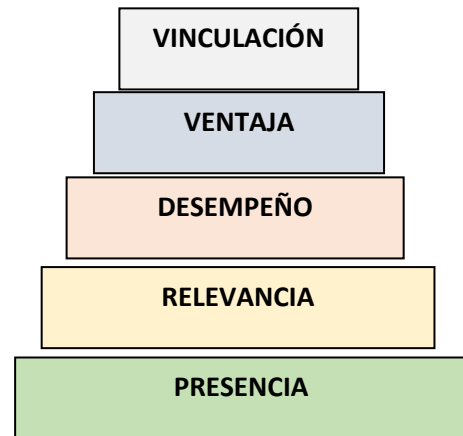 VINCULACIÓN
VENTAJA
DESEMPEÑO
RELEVANCIA
PRESENCIA